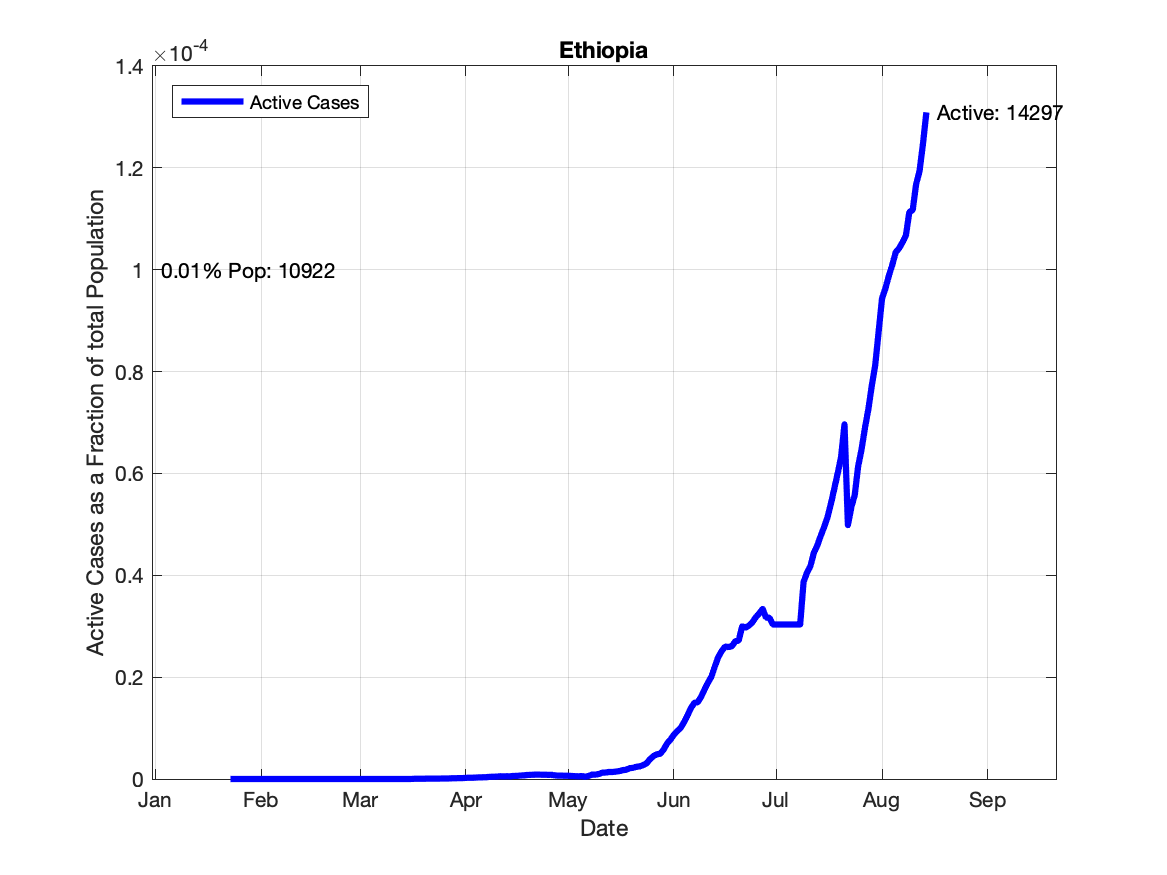 Ethiopia
×10-4
1.4
Active Cases
Active: 14297
1.2
1
0.01% Pop: 10922
0.8
0.6
0.4
0.2
0
Active Cases as a Fraction of total Population
Jan Feb Mar Apr May Jun Jul Aug Sep
Date